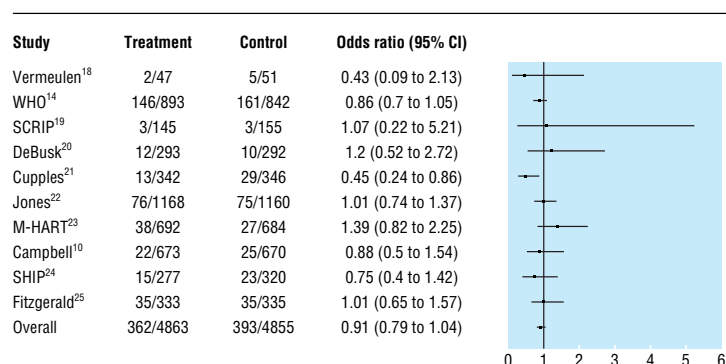 Study Treatment Control Odds ratio (95% CI)
Vermeulen18 2/47 5/51 0.43 (0.09 to 2.13)
WHO14 146/893 161/842 0.86 (0.7 to 1.05)
SCRIP19 3/145 3/155 1.07 (0.22 to 5.21)
DeBusk20 12/293 10/292 1.2 (0.52 to 2.72)
Cupples21 13/342 29/346 0.45 (0.24 to 0.86)
Jones22 76/1168 75/1160 1.01 (0.74 to 1.37)
M-HART23 38/692 27/684 1.39 (0.82 to 2.25)
Campbell10 22/673 25/670 0.88 (0.5 to 1.54)
SHIP24 15/277 23/320 0.75 (0.4 to 1.42)
Fitzgerald25 35/333 35/335 1.01 (0.65 to 1.57)
Overall 362/4863 393/4855 0.91 (0.79 to 1.04)
0 1 2 3 4 5 6